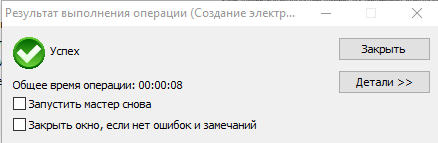 Результат выполнения операции (Создание электр...
Успех
Закрыть
Общее время операции: 00:00:08
Детали >>
Запустить мастер снова
Закрыть окно, если нет ошибок и замечаний